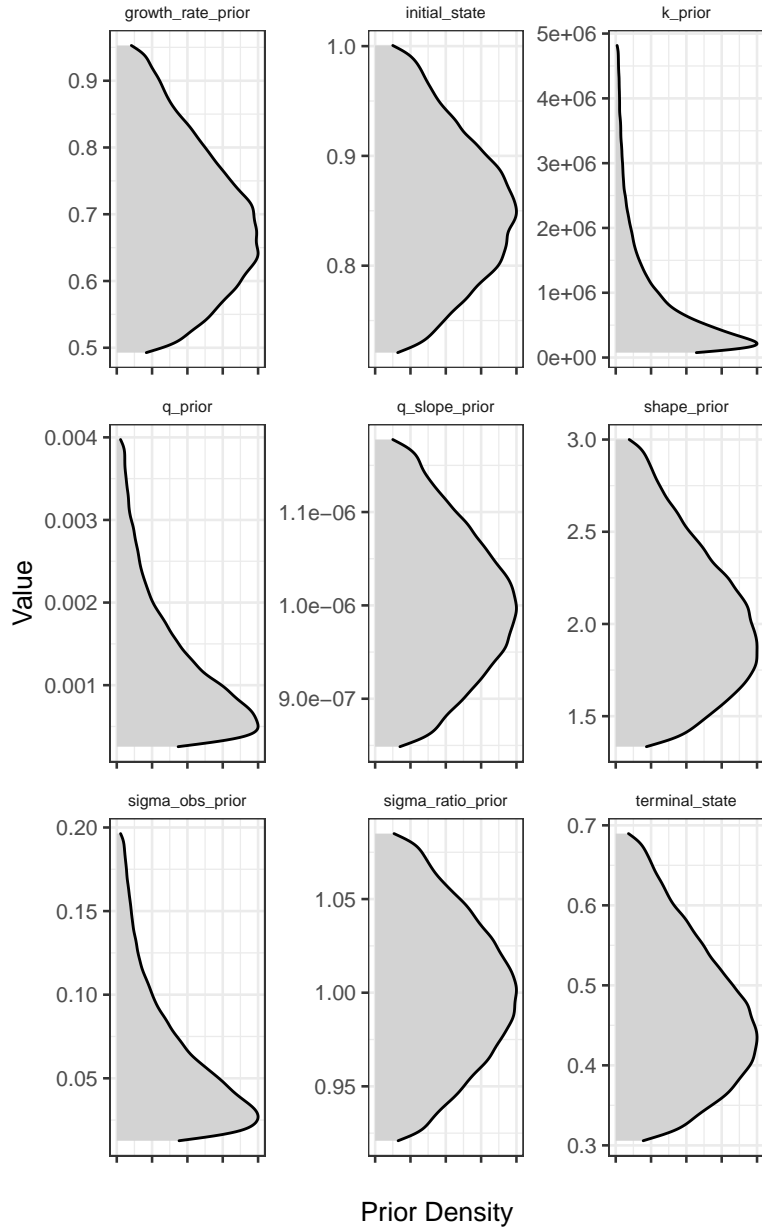 growth_rate_prior
initial_state
k_prior
0.9
0.8
0.7
0.6
0.5
1.0
0.9
0.8
5e+06
4e+06
3e+06
2e+06
1e+06
0e+00
q_prior
q_slope_prior
shape_prior
Value
0.004
0.003
0.002
0.001
1.1e−06
1.0e−06
9.0e−07
3.0
2.5
2.0
1.5
sigma_obs_prior
sigma_ratio_prior
terminal_state
0.20
0.15
0.10
0.05
1.05
1.00
0.95
0.7
0.6
0.5
0.4
0.3
Prior Density